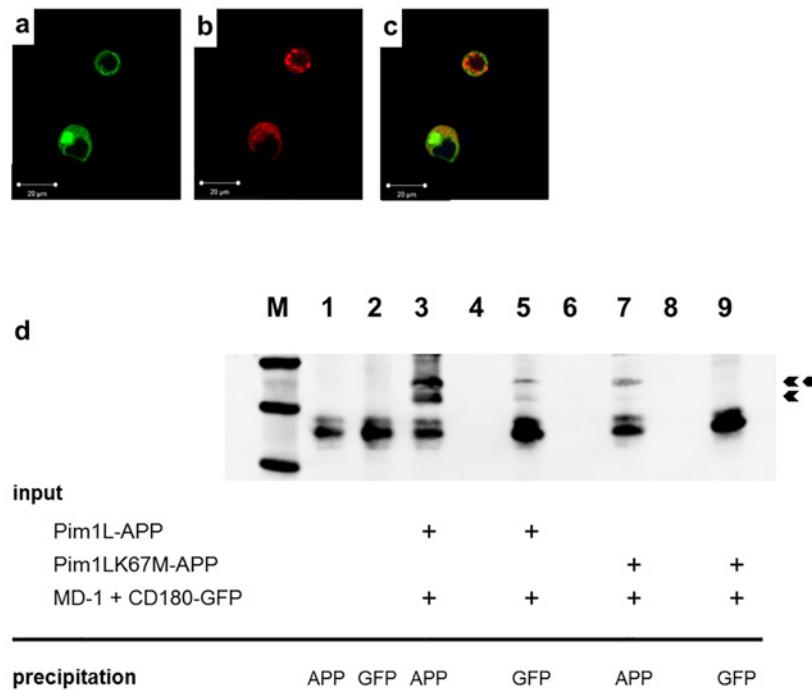 a b c
20 µm 20 µm 20 µm
M 1 2 3 4 5 6 7 8 9
d
input
Pim1L-APP + +
Pim1LK67M-APP + +
MD-1 + CD180-GFP + + + +
precipitation APP GFP APP GFP APP GFP